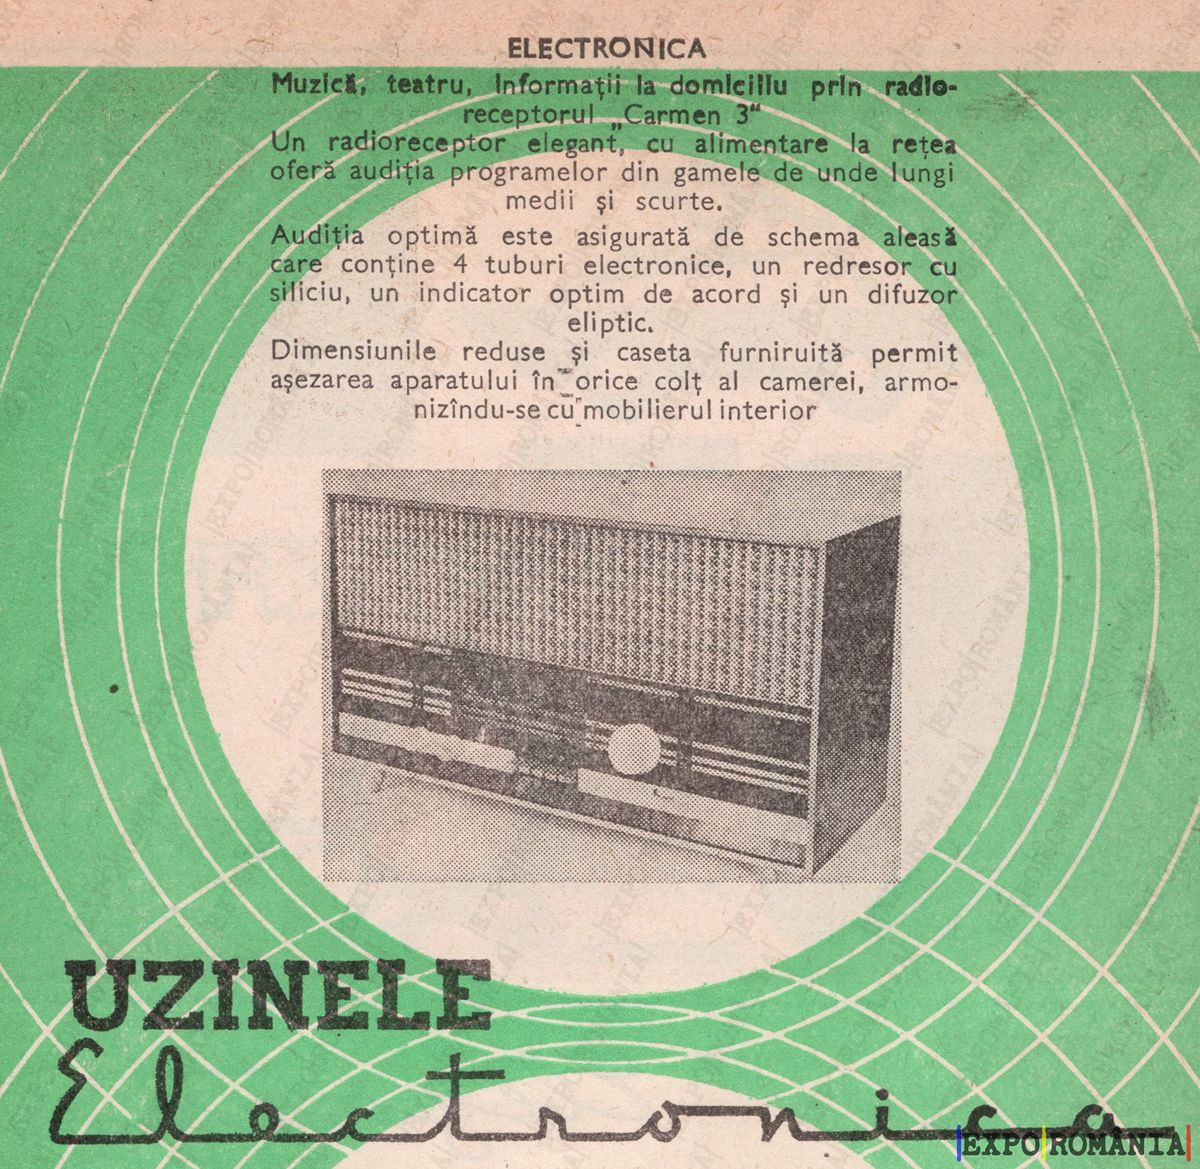 ELECTRONICA
Muzică, teatru, informații la domiciliu prin radio-
receptorul „Carmen 3“
Un radioreceptor elegant, cu alimentare la rețea
oferă audiția programelor din gamele de unde lungi
medii și scurte.
Audiția optimă este asigurată de schema aleasă
care conține 4 tuburi electronice, un redresor cu
siliciu, un indicator optim de acord și un difuzor
eliptic.
Dimensiunile reduse și caseta furniruită permit
așezarea aparatului în orice colț al camerei, armo-
nizîndu-se cu mobilierul interior
UZINELE
Electronica
|EXPO|ROMÂNIA|